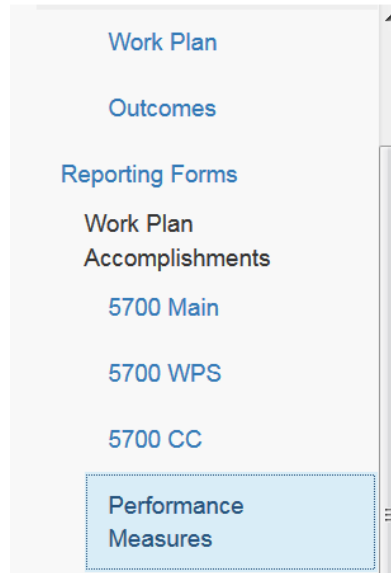 Work Plan
Outcomes
Reporting Forms
Work Plan
Accomplishments
5700 Main
5700 WPS
5700 CC
Performance
Measures